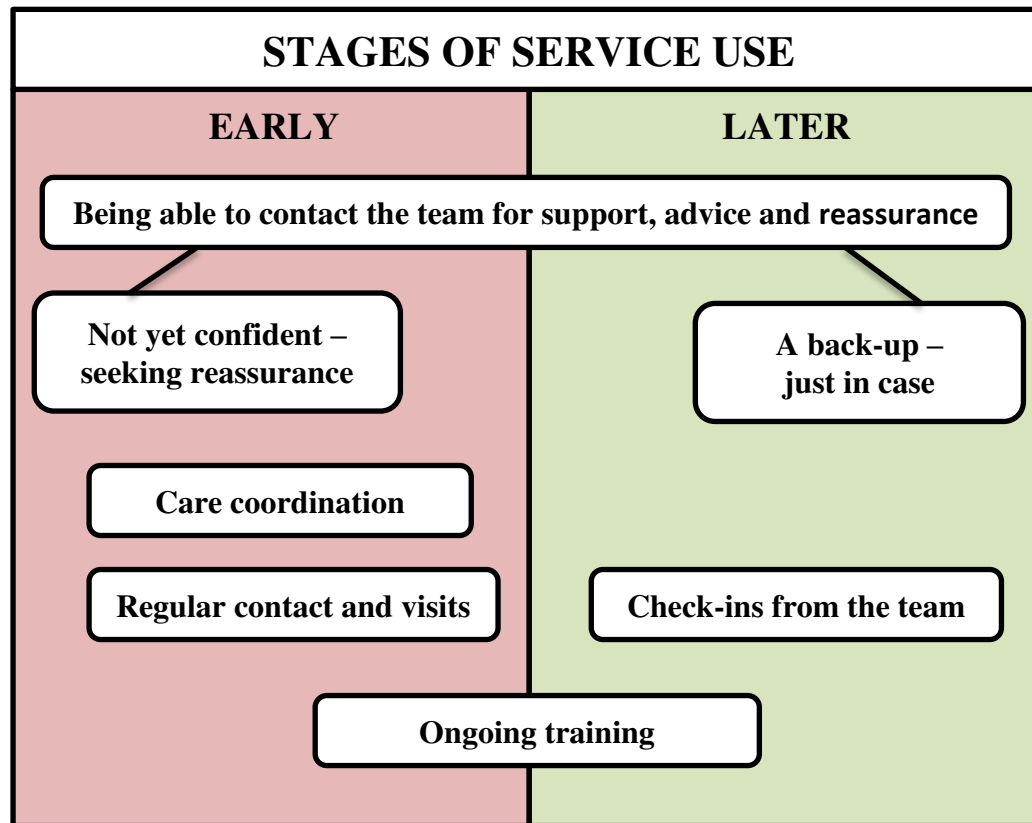 STAGES OF SERVICE USE
EARLY
LATER
Being able to contact the team for support, advice and reassurance
Not yet confident –
seeking reassurance
A back-up –
just in case
Care coordination
Regular contact and visits
Check-ins from the team
Ongoing training